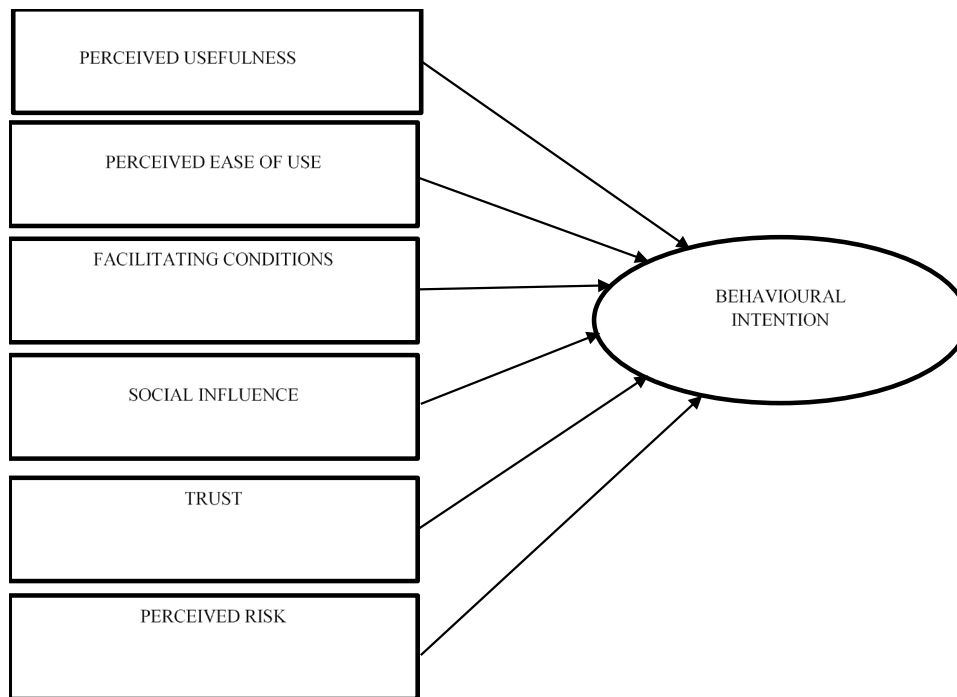 PERCEIVED USEFULNESS
PERCEIVED EASE OF USE
FACILITATING CONDITIONS
SOCIAL INFLUENCE
TRUST
PERCEIVED RISK
BEHAVIOURAL
INTENTION